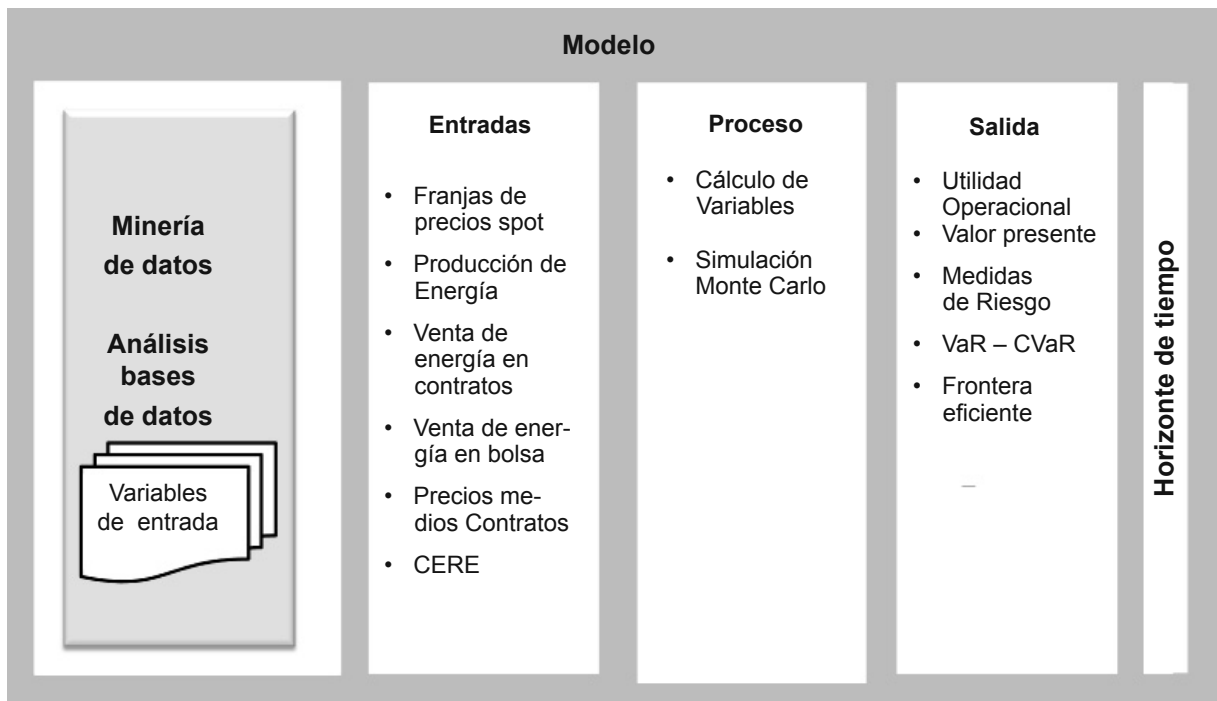 Modelo
Minería
de datos
Análisis
bases
de datos
Variables
de entrada
Entradas
• Franjas de
precios spot
• Producción de
Energía
• Venta de
energía en
contratos
• Venta de ener-
gía en bolsa
• Precios me-
dios Contratos
• CERE
Proceso
• Cálculo de
Variables
• Simulación
Monte Carlo
Salida
• Utilidad
Operacional
• Valor presente
• Medidas
de Riesgo
• VaR – CVaR
• Frontera
eficiente
Horizonte de tiempo